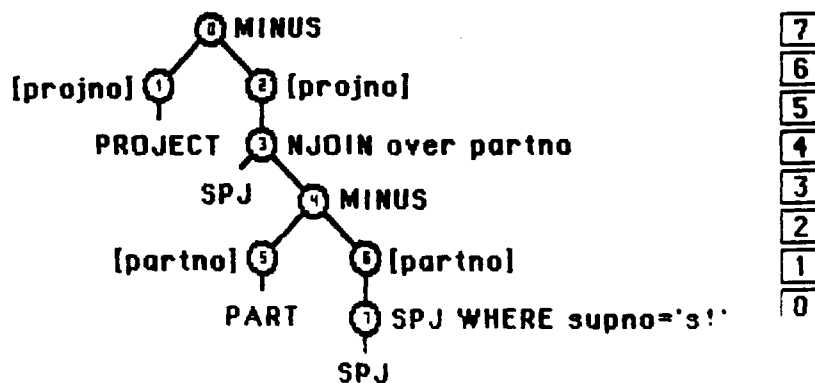 0 MINUS
7
6
[projno] 1 2 [projno]
5
PROJECT 3 NJOIN over partno
4
SPJ 4 MINUS
3
2
[partno] 5 6 [partno]
1
PART 7 SPJ WHERE supno='s!'
0
SPJ